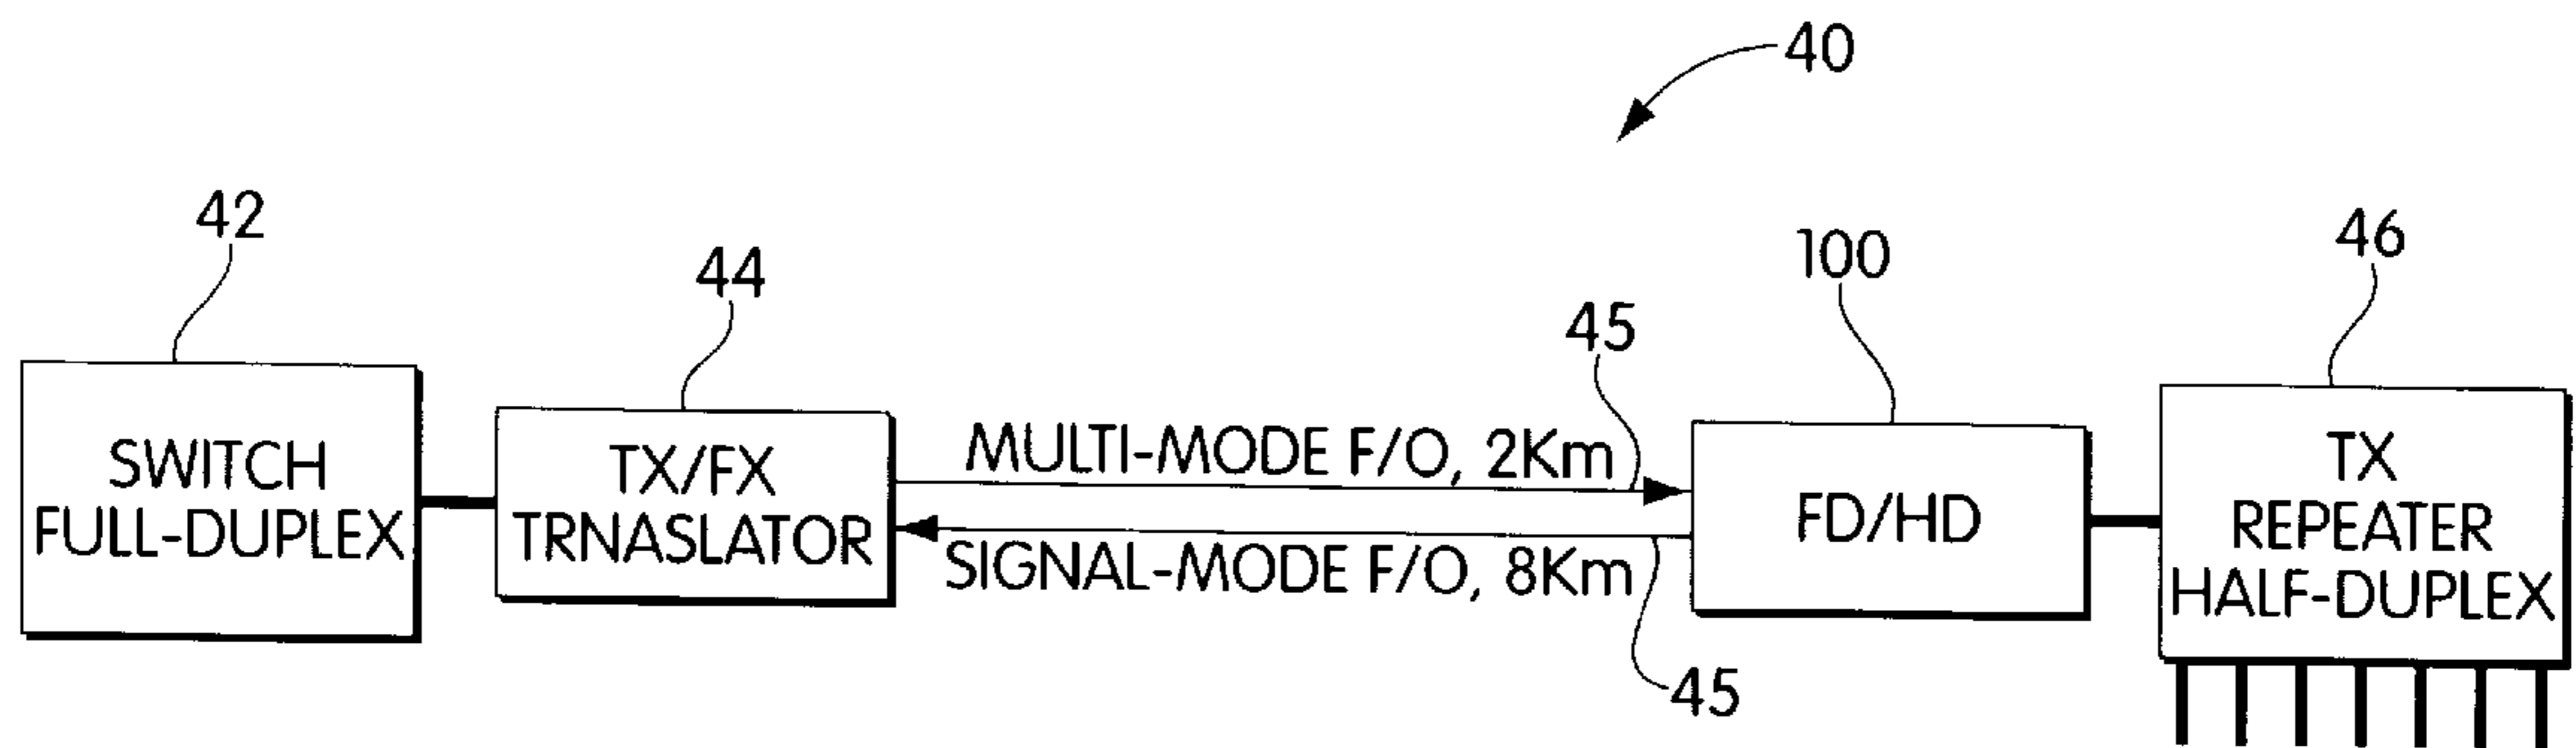 40
42
44
45
100
46
SWITCH
FULL-DUPLEX
TX/FX
TRNASLATOR
MULTI-MODE F/O, 2Km
SIGNAL-MODE F/O, 8Km
FD/HD
TX
REPEATER
HALF-DUPLEX
45